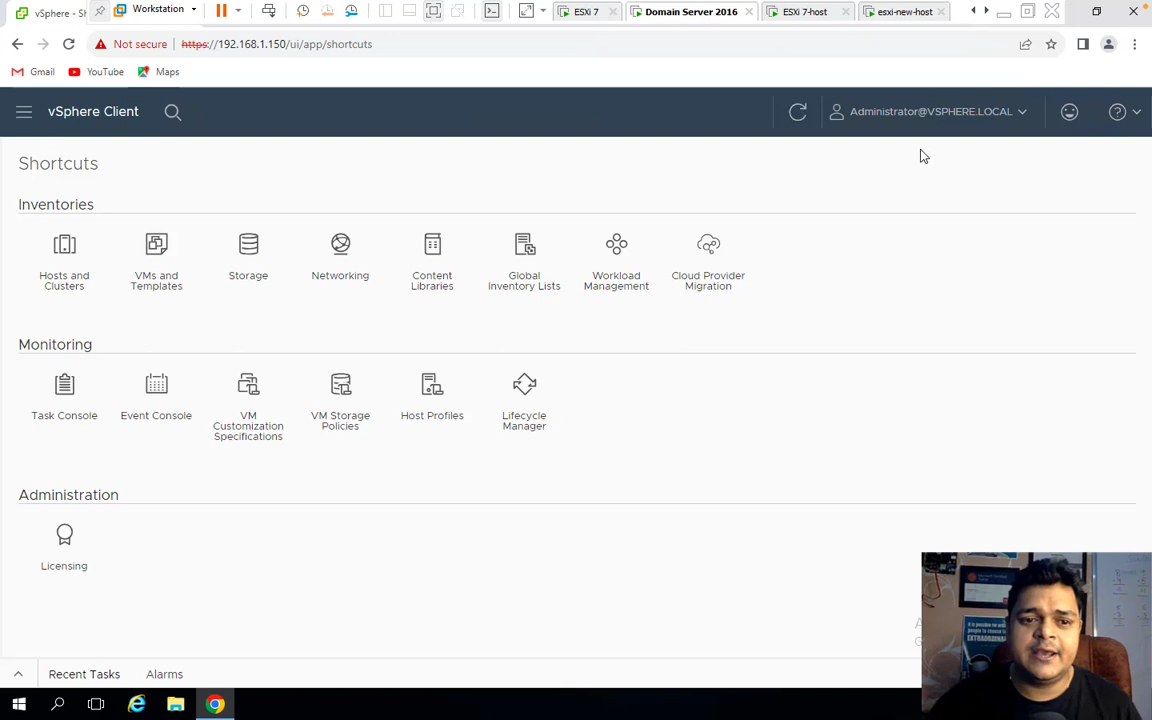 vSphere - Sh
Workstation
ESXi 7
Domain Server 2016
ESXi 7-host
esxi-new-host
Not secure
https://192.168.1.150/ui/app/shortcuts
Gmail
YouTube
Maps
vSphere Client
Administrator@VSPHERE.LOCAL
Shortcuts
Inventories
Hosts and
Clusters
VMs and
Templates
Storage
Networking
Content
Libraries
Global
Inventory Lists
Workload
Management
Cloud Provider
Migration
Monitoring
Task Console
Event Console
VM
Customization
Specifications
VM Storage
Policies
Host Profiles
Lifecycle
Manager
Administration
Licensing
EXTRAORDINARY
Recent Tasks
Alarms